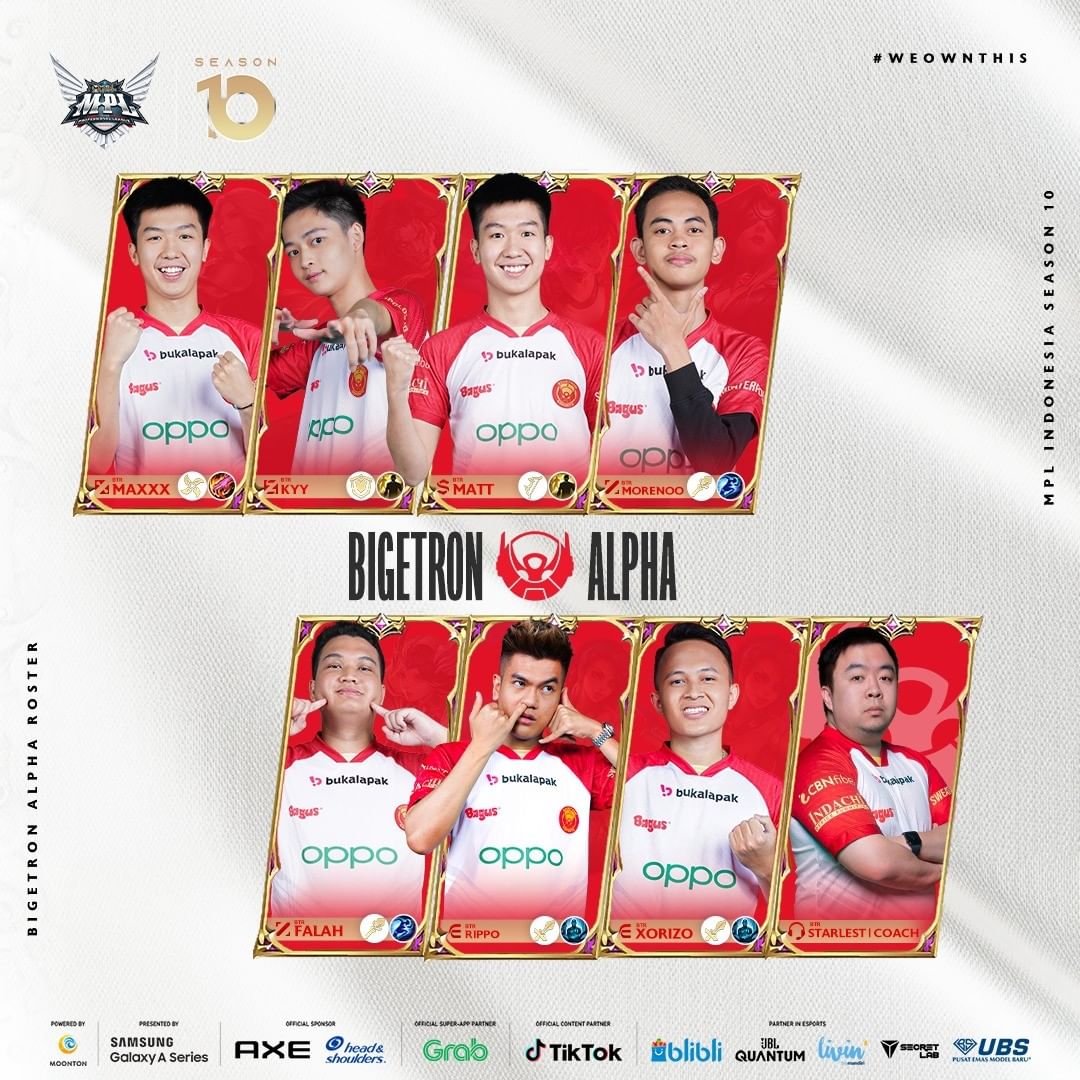 MPL
SEASON
10
#WEOWNTHIS
MPL INDONESIA SEASON 10
bukalapak
Bagus
oppo
BTR
MAXXX
bukalapak
oppo
BTR
KYY
bukalapak
Bagus
oppo
BTR
MATT
Bagus
BTR
MORENOO
BIGETRON ALPHA
BIGETRON ALPHA ROSTER
bukalapak
Bagus
oppo
BTR
FALAH
bukalapak
Bagus
oppo
BTR
RIPPO
bukalapak
Bagus
oppo
BTR
XORIZO
CBNfiber
bukalapak
INDACHI
BTR
STARLEST | COACH
POWERED BY
MOONTON
PRESENTED BY
SAMSUNG
Galaxy A Series
OFFICIAL SPONSOR
AXE
head&
shoulders.
OFFICIAL SUPER-APP PARTNER
Grab
OFFICIAL CONTENT PARTNER
TikTok
PARTNER IN ESPORTS
blibli
JBL
QUANTUM
livin'
by mandiri
SECRET
LAB
UBS
PUSAT EMAS MODEL BARU